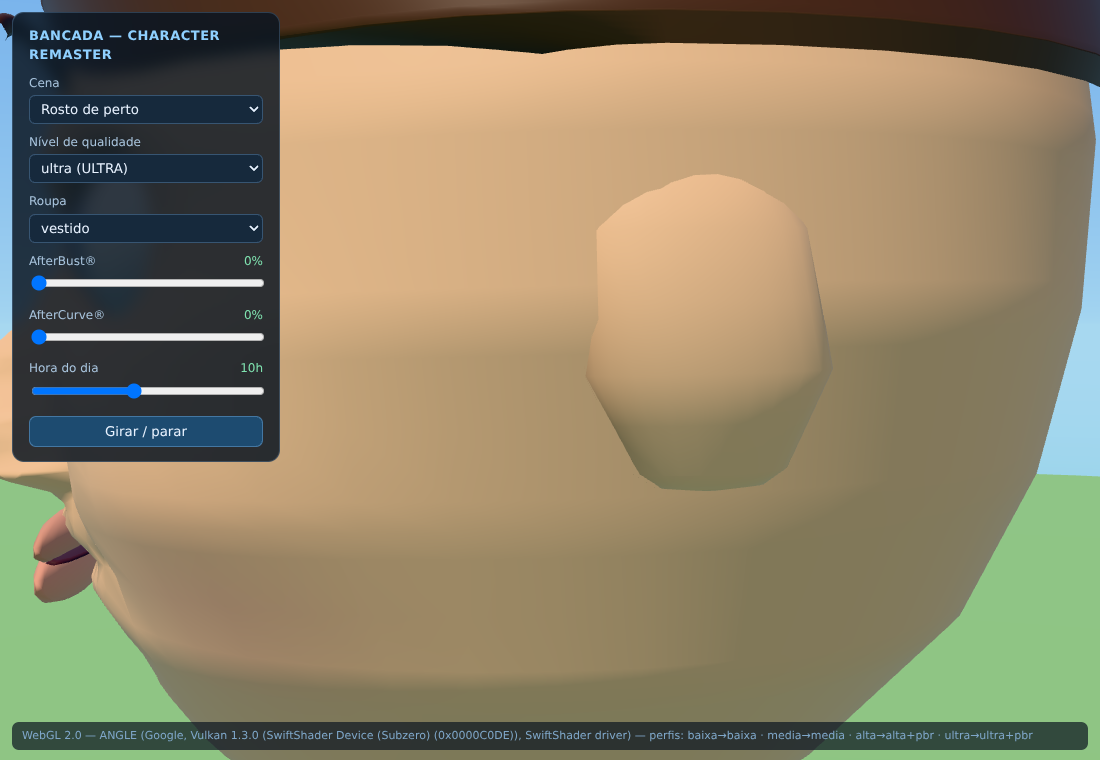 BANCADA — CHARACTER
REMASTER
Cena
Rosto de perto
Nível de qualidade
ultra (ULTRA)
Roupa
vestido
AfterBust® 0%
AfterCurve® 0%
Hora do dia 10h
Girar / parar
WebGL 2.0 — ANGLE (Google, Vulkan 1.3.0 (SwiftShader Device (Subzero) (0x0000C0DE)), SwiftShader driver) — perfis: baixa→baixa · media→media · alta→alta+pbr · ultra→ultra+pbr